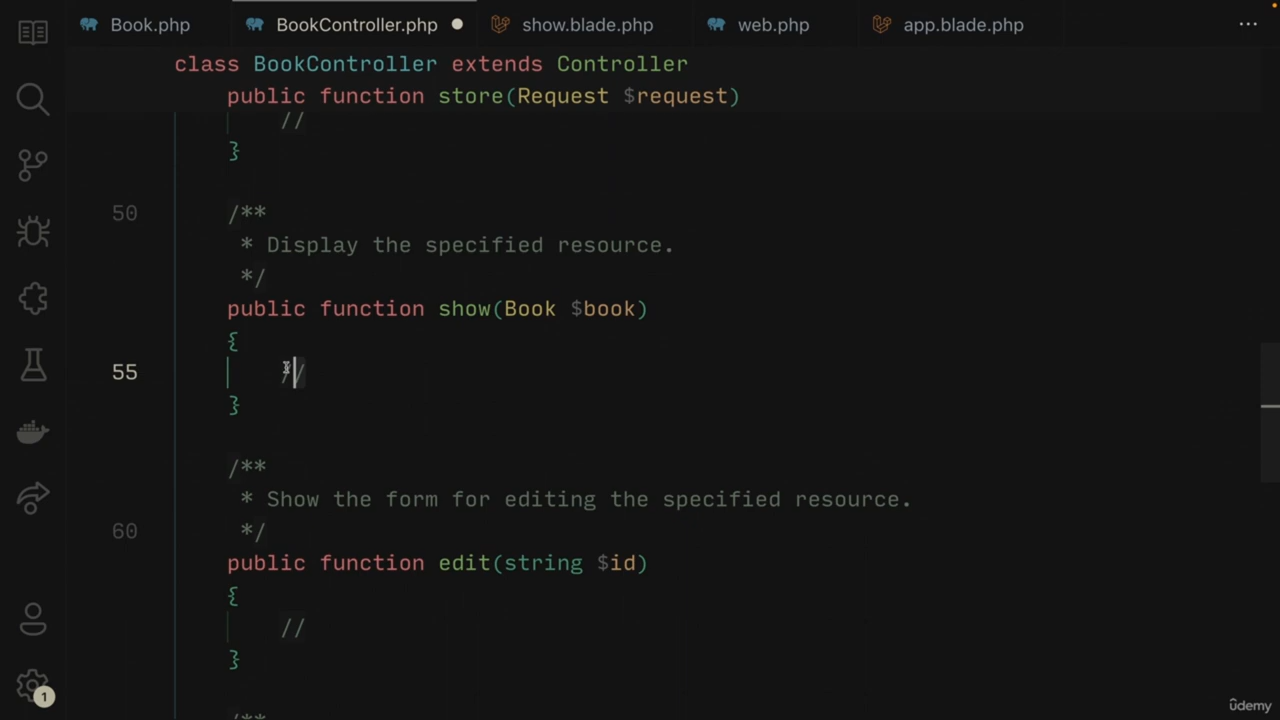 Book.php BookController.php show.blade.php web.php app.blade.php ...
class BookController extends Controller
public function store(Request $request)
//
}
50 /**
* Display the specified resource.
*/
public function show(Book $book)
{
55 //
}
/**
* Show the form for editing the specified resource.
60 */
public function edit(string $id)
{
//
}
/**
1
ûdemy